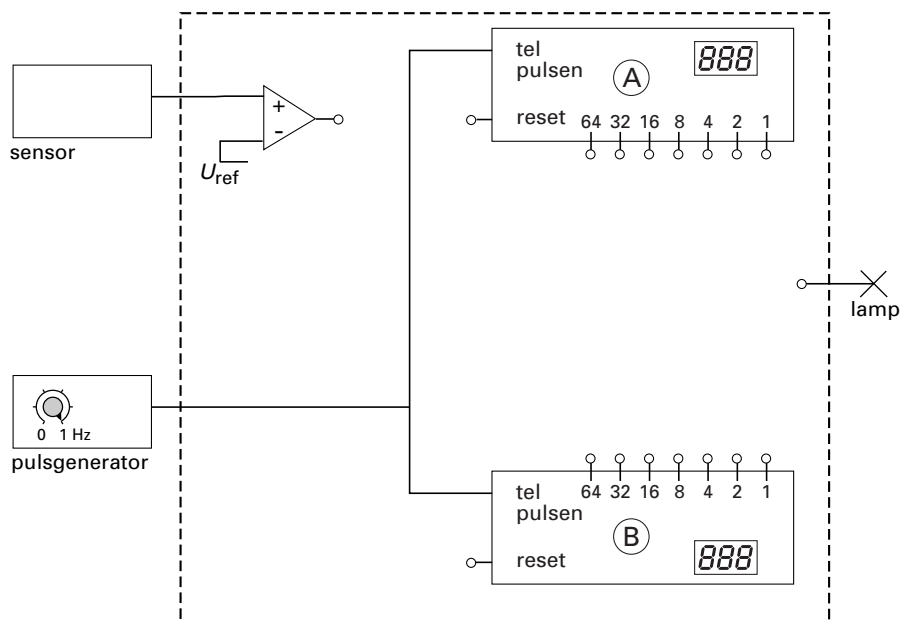 tel
pulsen
A
888
reset
64 32 16 8 4 2 1
sensor
+
-
Uref
lamp
0 1 Hz
pulsgenerator
tel
pulsen
64 32 16 8 4 2 1
B
reset
888